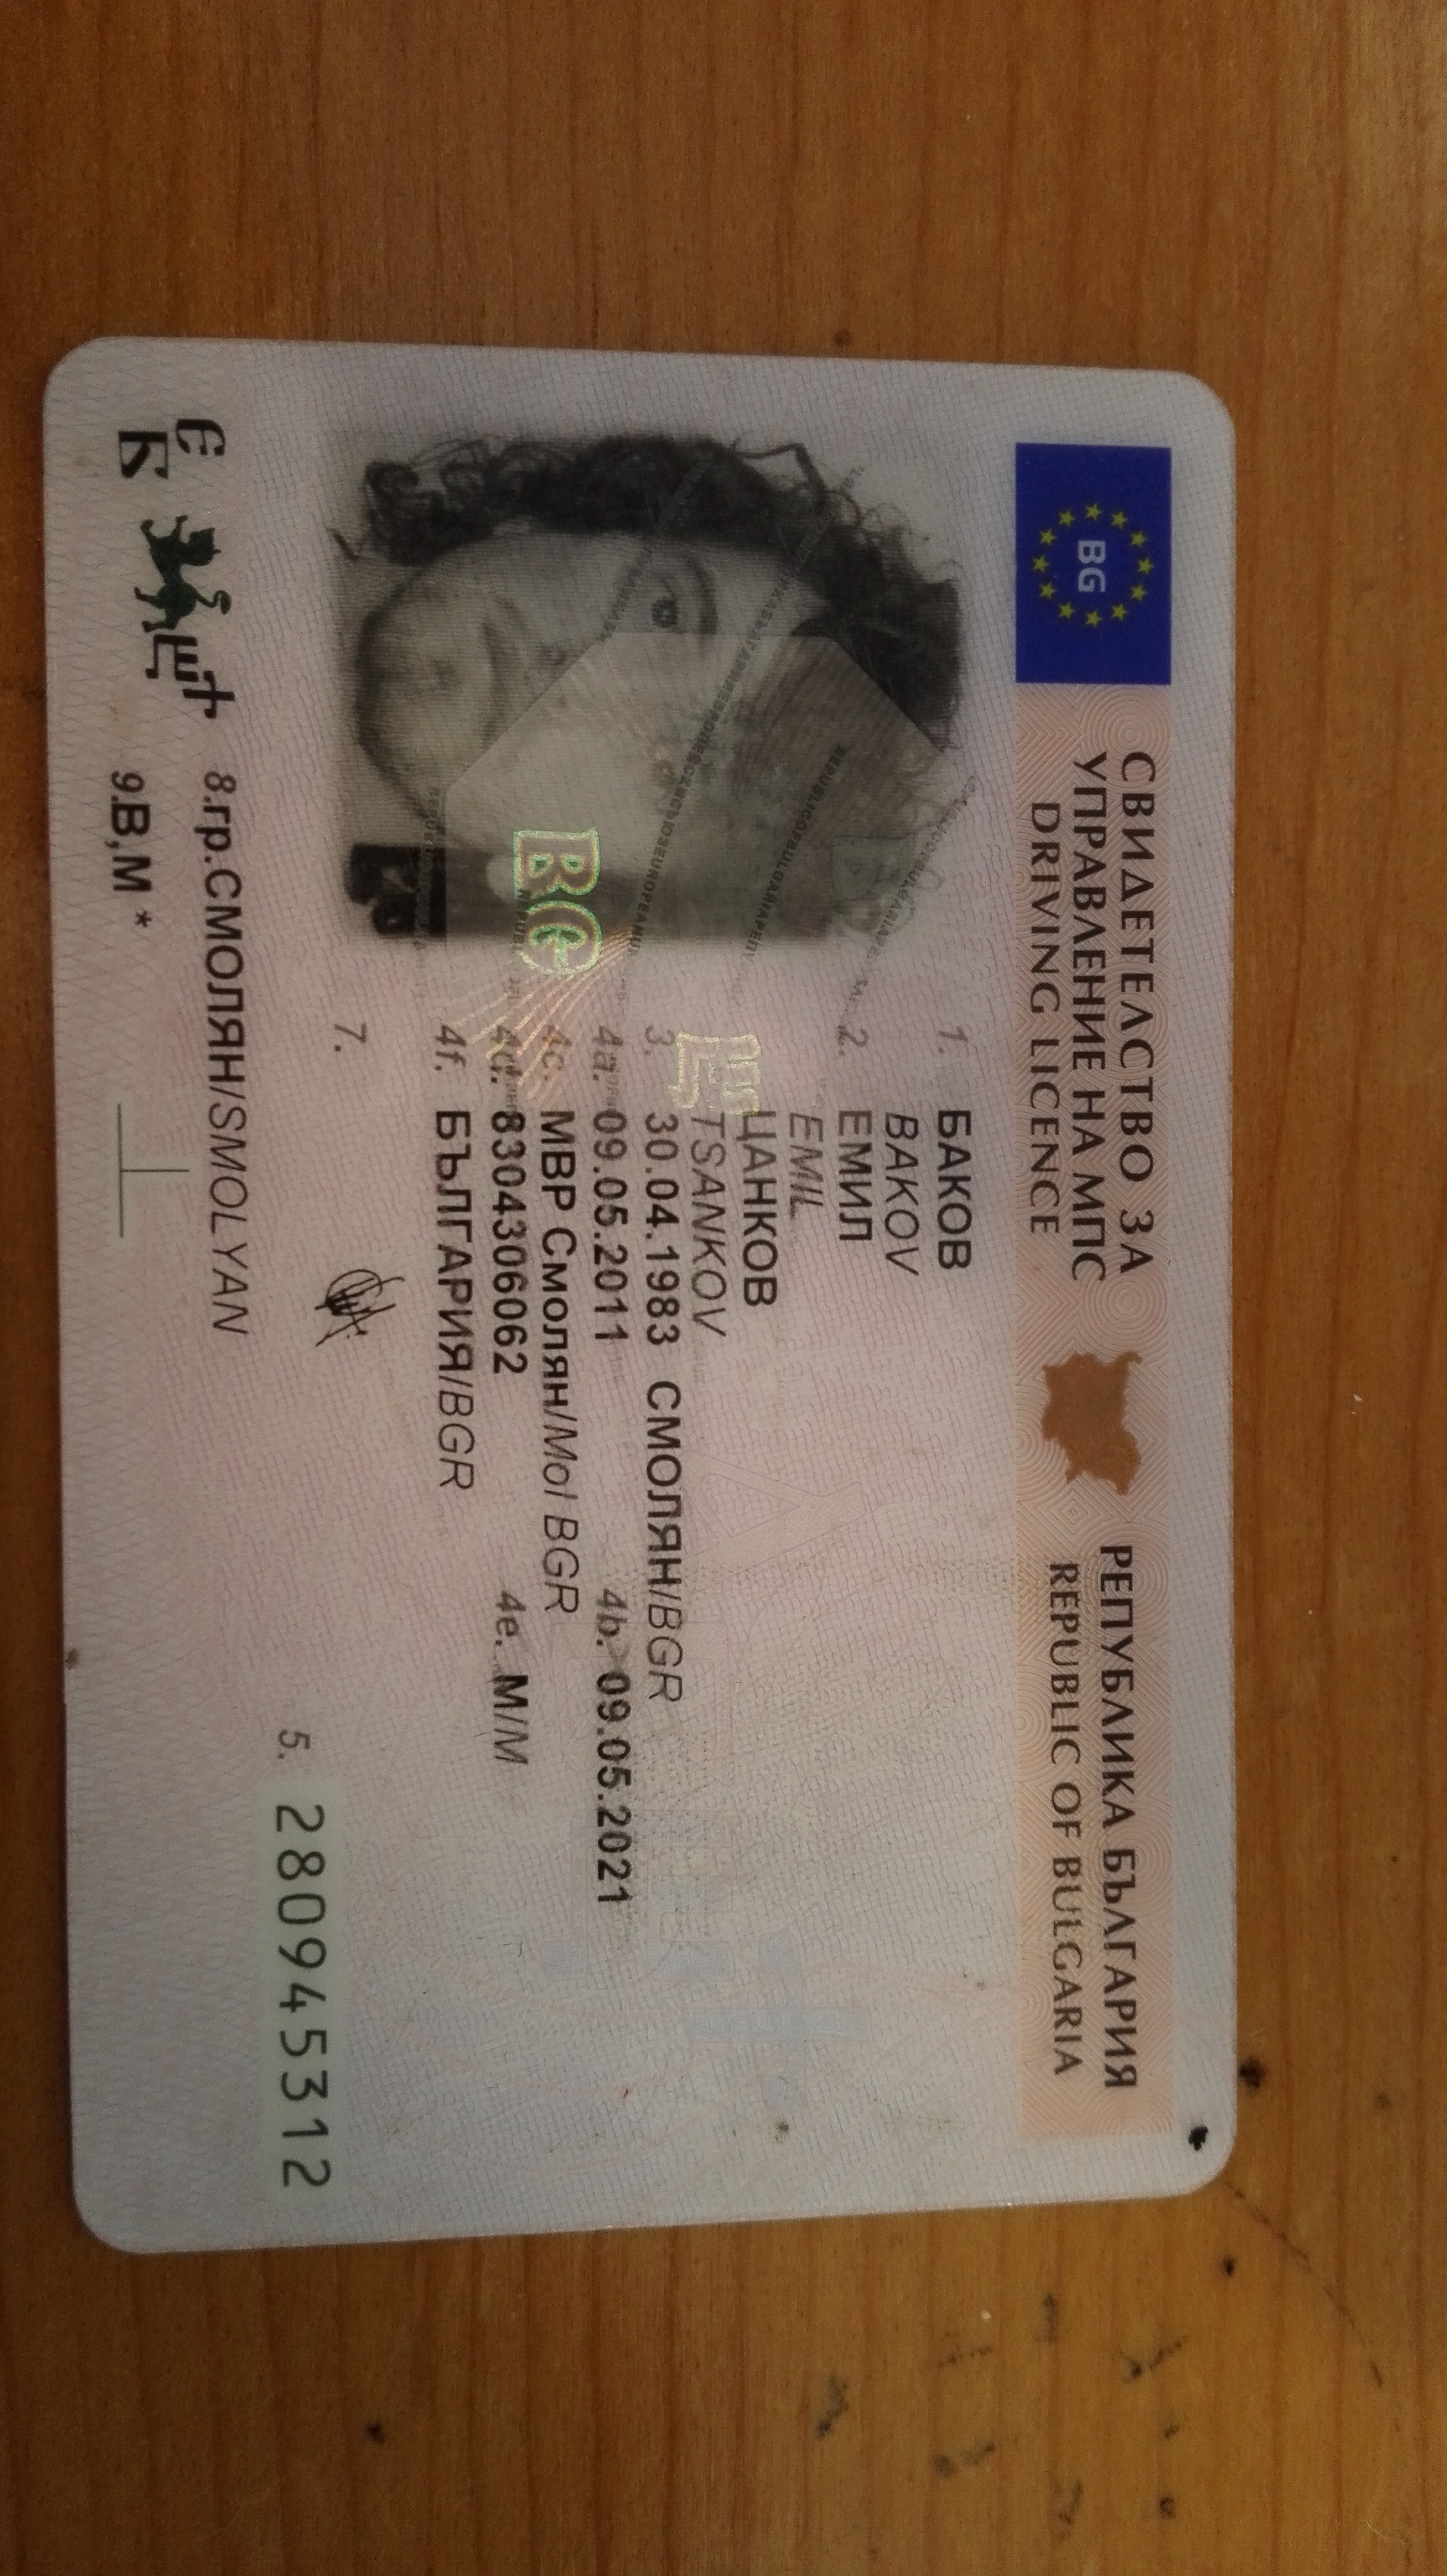 BG
СВИДЕТЕЛСТВО ЗА
УПРАВЛЕНИЕ НА МПС
DRIVING LICENCE
РЕПУБЛИКА БЪЛГАРИЯ
REPUBLIC OF BULGARIA
1. БАКОВ
BAKOV
2. ЕМИЛ
EMIL
ЦАНКОВ
TSANKOV
3. 30.04.1983 СМОЛЯН/BGR
4a. 09.05.2011 4b. 09.05.2021
4c. МВР Смолян/MoI BGR
4d. 8304306062 4e. М/M
4f. БЪЛГАРИЯ/BGR
BG
7.
5. 280945312
8.гр.СМОЛЯН/SMOLYAN
9.B,M *